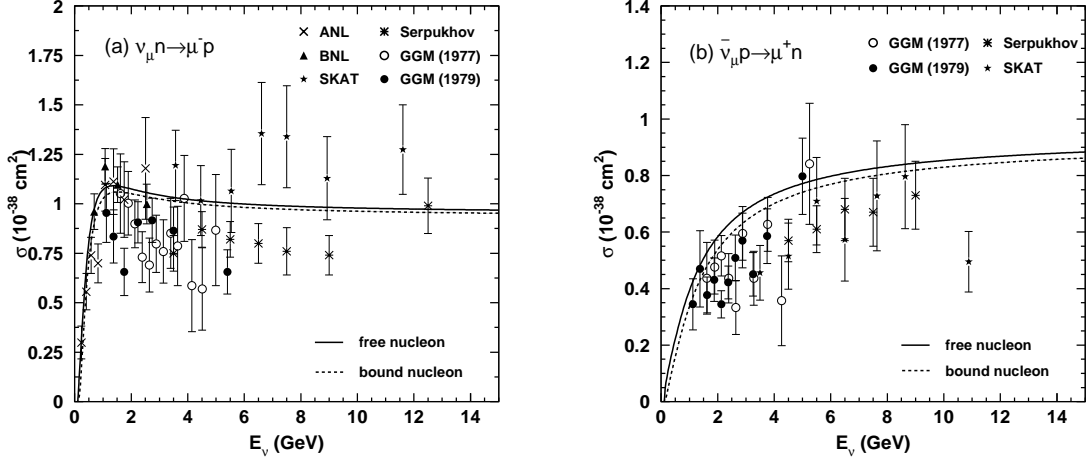 (a) ν_μ n→μ⁻p
ANL
BNL
SKAT
Serpukhov
GGM (1977)
GGM (1979)
free nucleon
bound nucleon
σ (10⁻³⁸ cm²)
2
1.75
1.5
1.25
1
0.75
0.5
0.25
0
0 2 4 6 8 10 12 14
E_ν (GeV)
(b) ν̄_μ p→μ⁺n
GGM (1977)
GGM (1979)
Serpukhov
SKAT
free nucleon
bound nucleon
σ (10⁻³⁸ cm²)
1.4
1.2
1
0.8
0.6
0.4
0.2
0
0 2 4 6 8 10 12 14
E_ν (GeV)